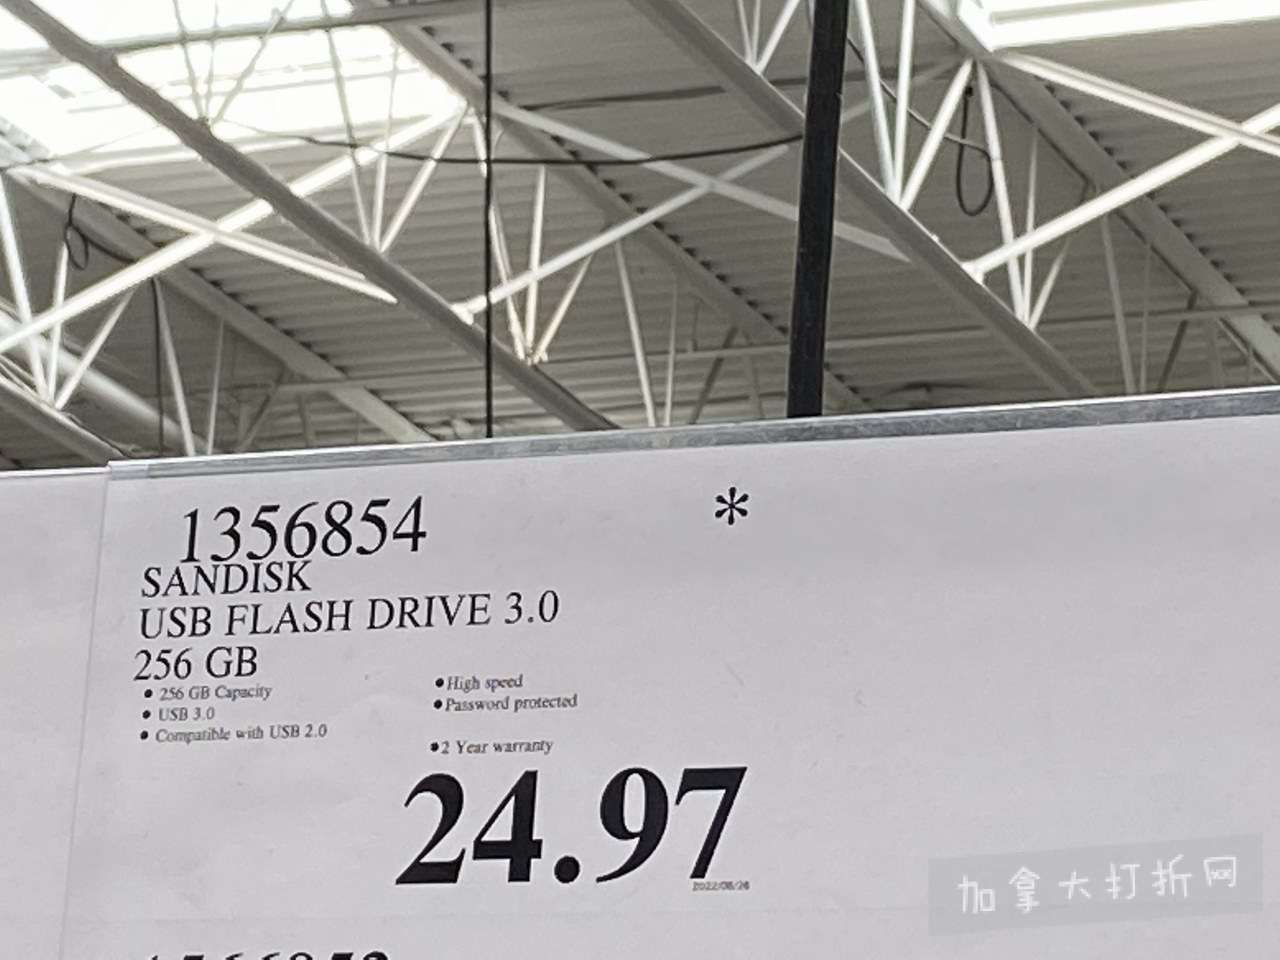 1356854 *
SANDISK
USB FLASH DRIVE 3.0
256 GB
• 256 GB Capacity
• USB 3.0
• Compatible with USB 2.0
• High speed
• Password protected
• 2 Year warranty
24.97
2022/08/26
加拿大打折网